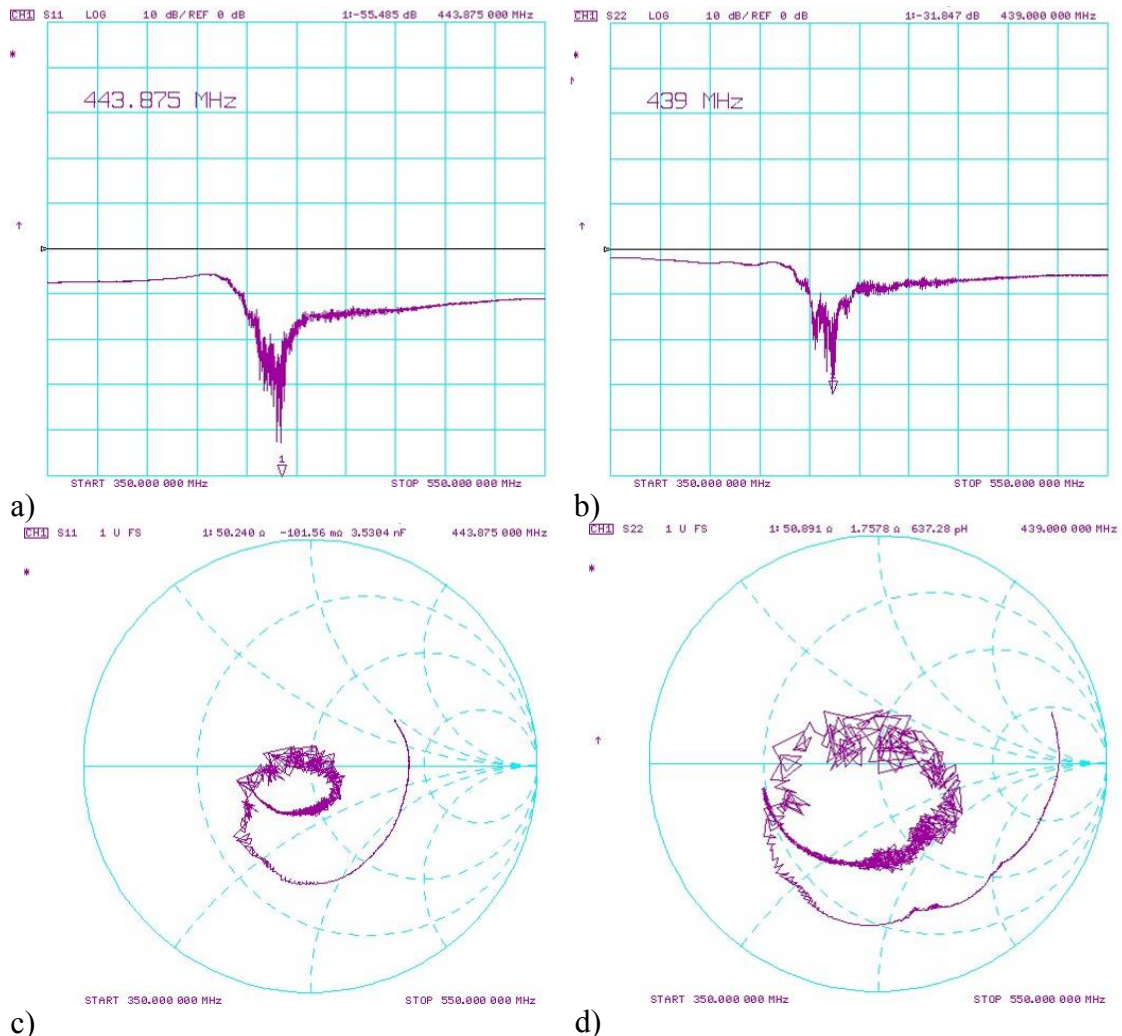 CH1 S11 LOG 10 dB/REF 0 dB 1:-55.485 dB 443.875 000 MHz
443.875 MHz
1
START 350.000 000 MHz STOP 550.000 000 MHz
a)
CH1 S22 LOG 10 dB/REF 0 dB 1:-31.847 dB 439.000 000 MHz
439 MHz
START 350.000 000 MHz STOP 550.000 000 MHz
b)
CH1 S11 1 U FS 1: 50.240 Ω -101.56 mΩ 3.5304 nF 443.875 000 MHz
START 350.000 000 MHz STOP 550.000 000 MHz
c)
CH1 S22 1 U FS 1: 50.891 Ω 1.7578 Ω 637.28 pH 439.000 000 MHz
START 350.000 000 MHz STOP 550.000 000 MHz
d)